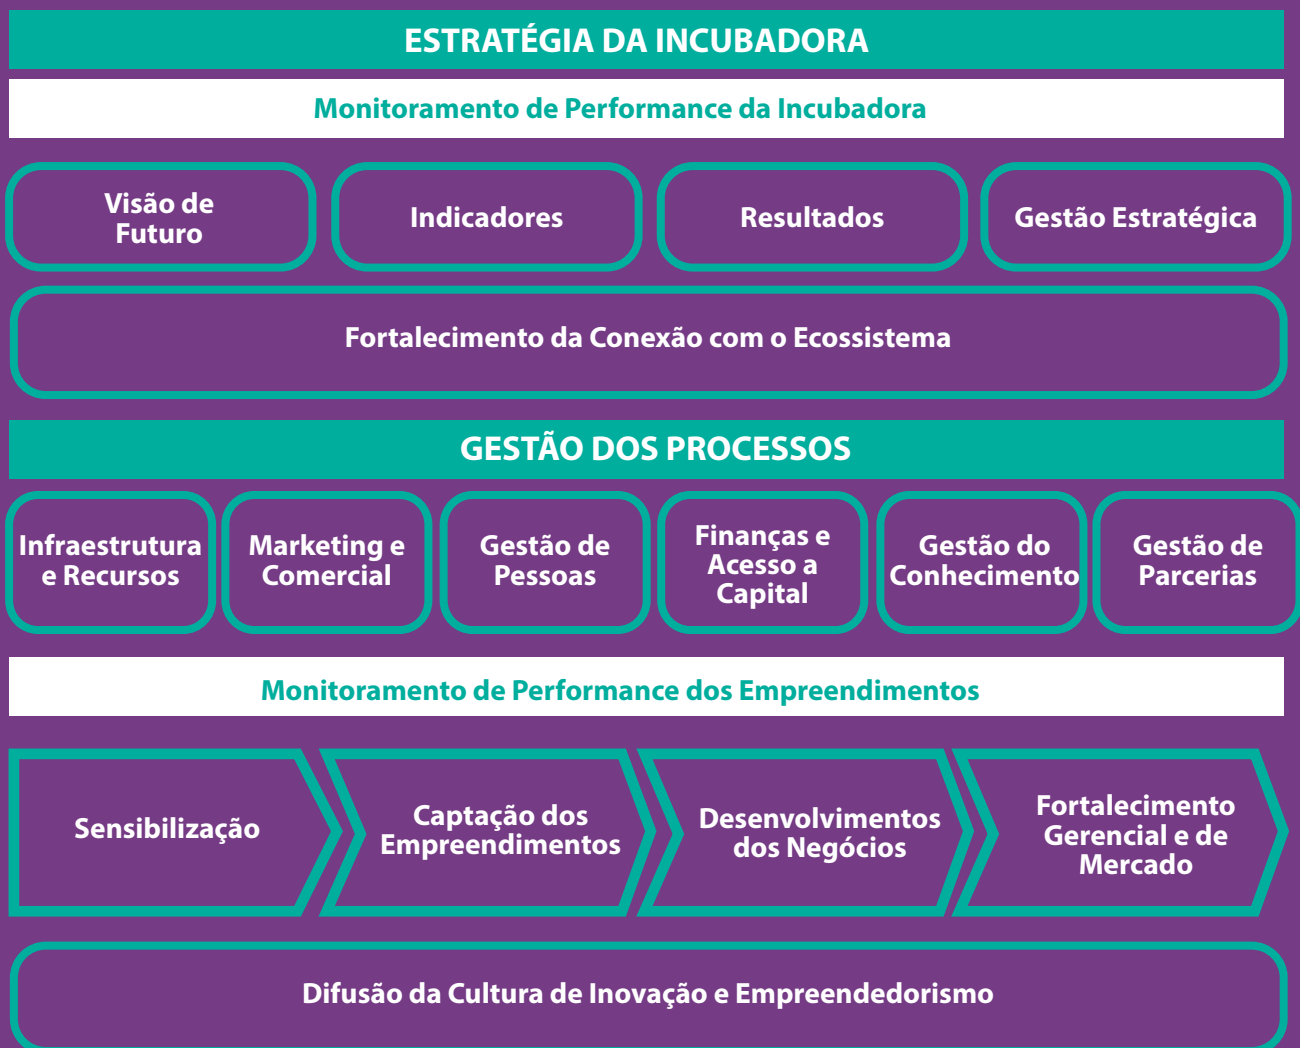 ESTRATÉGIA DA INCUBADORA
Monitoramento de Performance da Incubadora
Visão de
Futuro
Indicadores
Resultados
Gestão Estratégica
Fortalecimento da Conexão com o Ecossistema
GESTÃO DOS PROCESSOS
Infraestrutura
e Recursos
Marketing e
Comercial
Gestão de
Pessoas
Finanças e
Acesso a
Capital
Gestão do
Conhecimento
Gestão de
Parcerias
Monitoramento de Performance dos Empreendimentos
Sensibilização
Captação dos
Empreendimentos
Desenvolvimentos
dos Negócios
Fortalecimento
Gerencial e de
Mercado
Difusão da Cultura de Inovação e Empreendedorismo